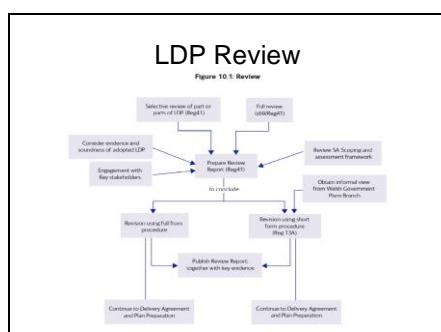 LDP Review
Figure 10.1: Review
Selective review of part or
parts of LDP (Reg41)
Full review
(s69/Reg41)
Consider evidence and
soundness of adopted LDP
Prepare Review
Report (Reg41)
Review SA Scoping and
assessment framework
Engagement with
Key stakeholders
to conclude
Obtain informal view
from Welsh Government
Plans Branch
Revision using full
procedure
Revision using short
form procedure
(Reg 13A)
Publish Review Report,
together with key evidence
Continue to Delivery Agreement
and Plan Preparation
Continue to Delivery Agreement
and Plan Preparation